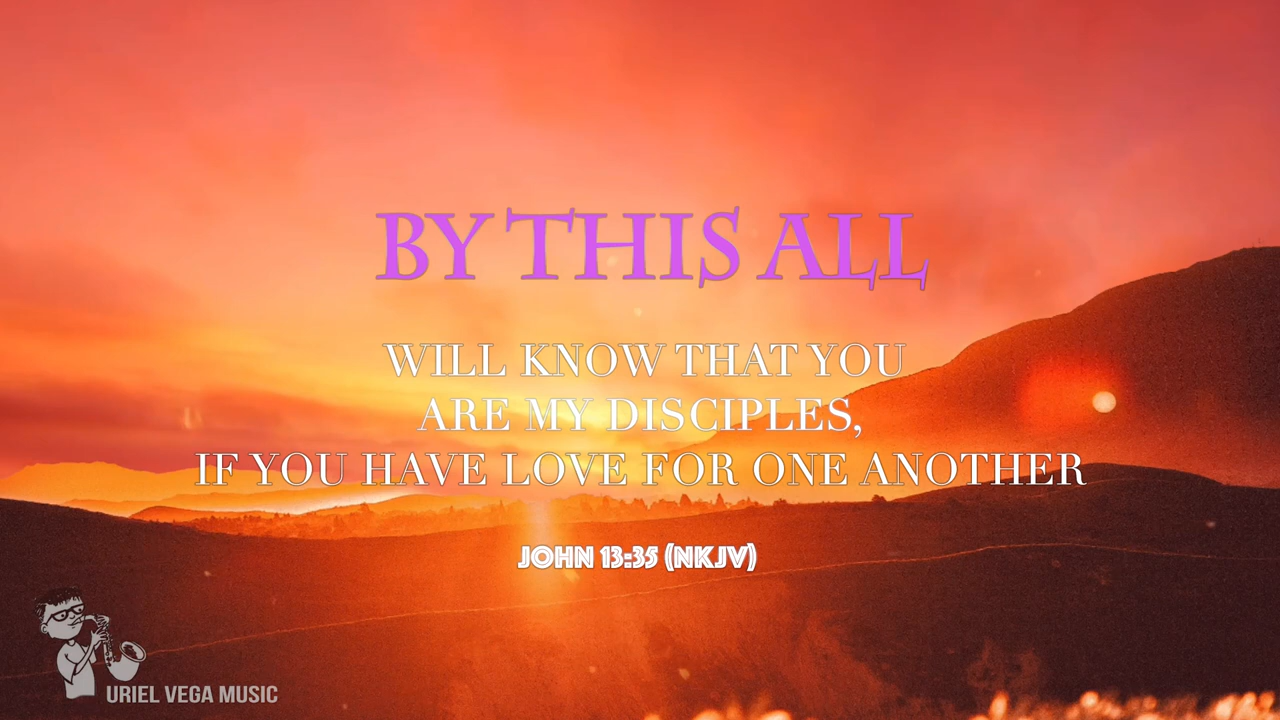 BY THIS ALL
WILL KNOW THAT YOU
ARE MY DISCIPLES,
IF YOU HAVE LOVE FOR ONE ANOTHER
JOHN 13:35 (NKJV)
URIEL VEGA MUSIC